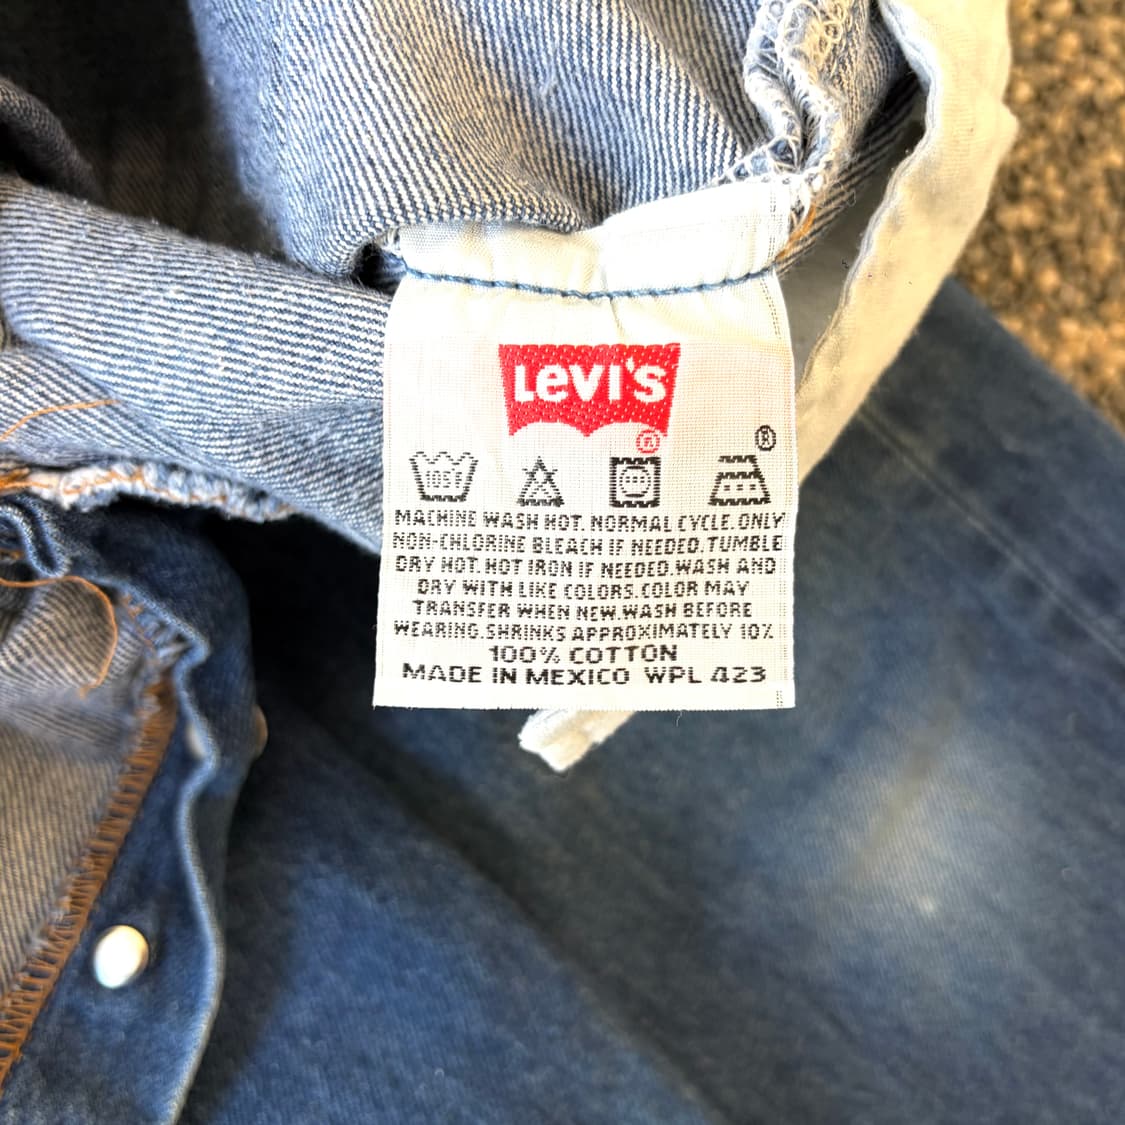 Levi's
®
®
105°F
MACHINE WASH HOT. NORMAL CYCLE. ONLY
NON-CHLORINE BLEACH IF NEEDED. TUMBLE
DRY HOT. HOT IRON IF NEEDED. WASH AND
DRY WITH LIKE COLORS. COLOR MAY
TRANSFER WHEN NEW. WASH BEFORE
WEARING. SHRINKS APPROXIMATELY 10%
100% COTTON
MADE IN MEXICO WPL 423